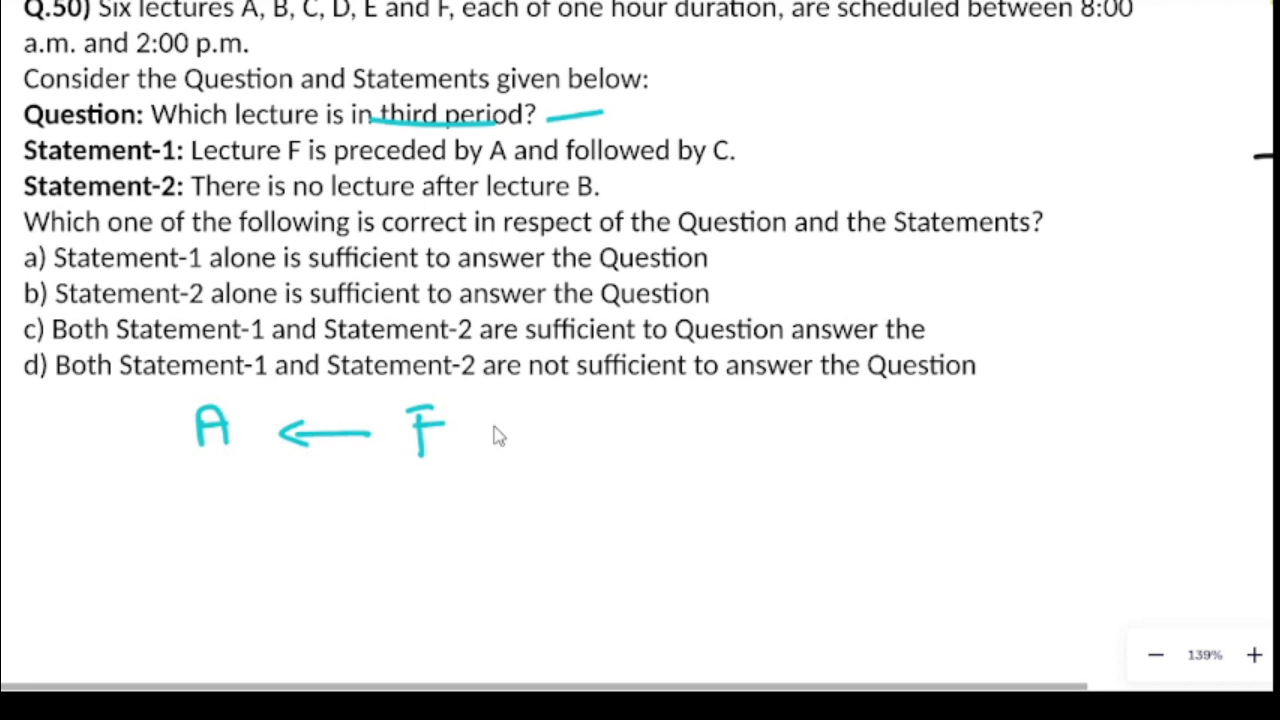 Q.50) Six lectures A, B, C, D, E and F, each of one hour duration, are scheduled between 8:00
a.m. and 2:00 p.m.
Consider the Question and Statements given below:
Question: Which lecture is in third period?
Statement-1: Lecture F is preceded by A and followed by C.
Statement-2: There is no lecture after lecture B.
Which one of the following is correct in respect of the Question and the Statements?
a) Statement-1 alone is sufficient to answer the Question
b) Statement-2 alone is sufficient to answer the Question
c) Both Statement-1 and Statement-2 are sufficient to Question answer the
d) Both Statement-1 and Statement-2 are not sufficient to answer the Question
A ← F
− 139% +